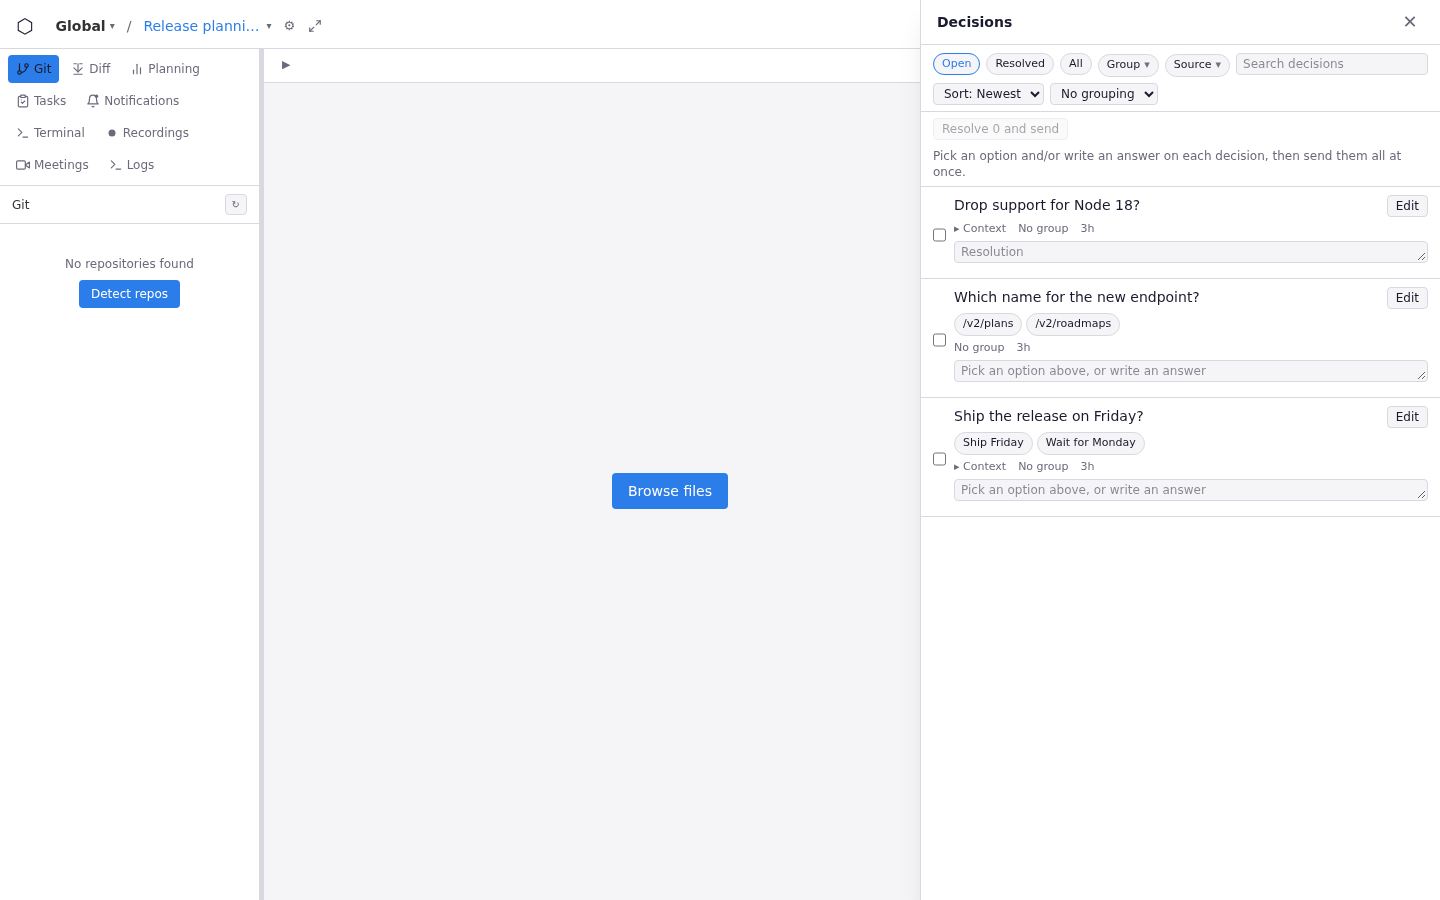 Global / Release planni...
Git Diff Planning
Tasks Notifications
Terminal Recordings
Meetings Logs
Git
No repositories found
Detect repos
Browse files
Decisions
Open Resolved All Group Source Search decisions
Sort: Newest No grouping
Resolve 0 and send
Pick an option and/or write an answer on each decision, then send them all at
once.
Drop support for Node 18? Edit
Context No group 3h
Resolution
Which name for the new endpoint? Edit
/v2/plans /v2/roadmaps
No group 3h
Pick an option above, or write an answer
Ship the release on Friday? Edit
Ship Friday Wait for Monday
Context No group 3h
Pick an option above, or write an answer